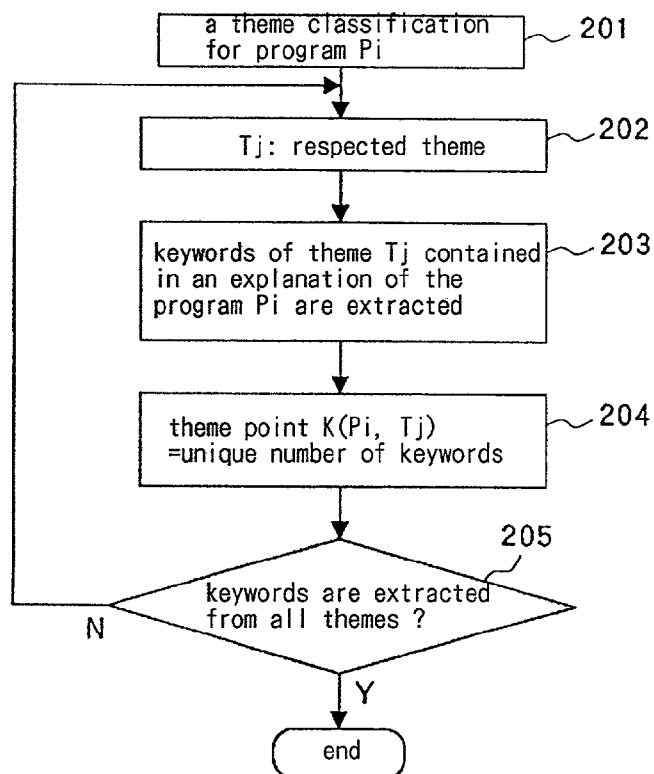 a theme classification
for program Pi
201
Tj: respected theme
202
keywords of theme Tj contained
in an explanation of the
program Pi are extracted
203
theme point K(Pi, Tj)
=unique number of keywords
204
205
keywords are extracted
from all themes ?
N
Y
end